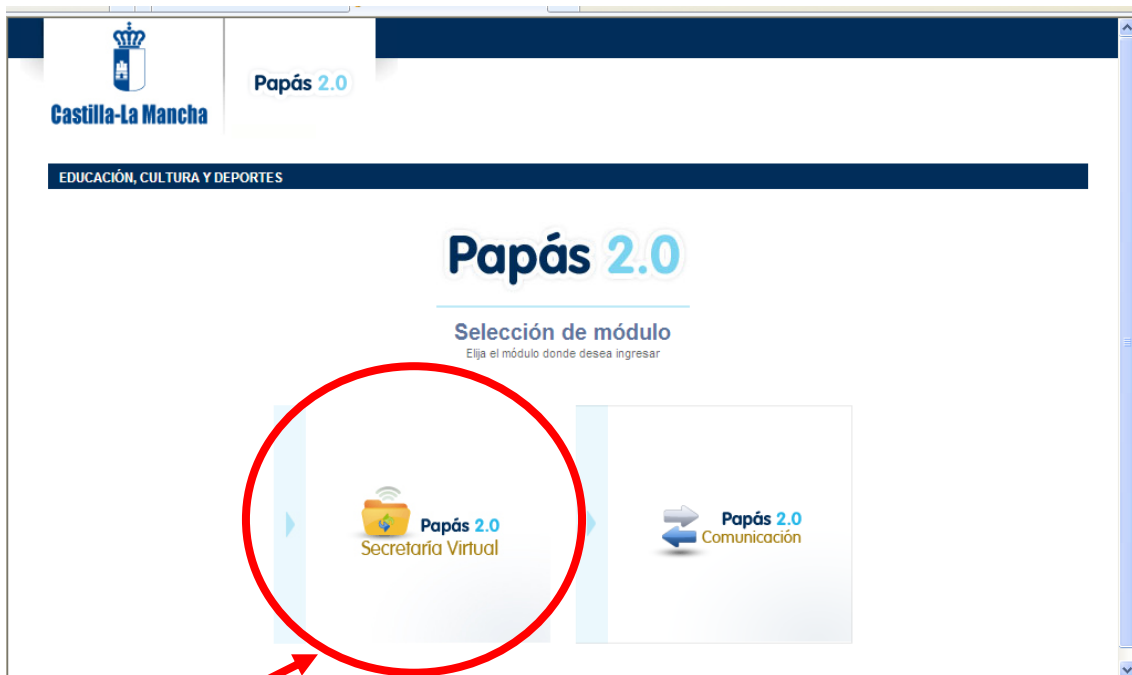 Castilla-La Mancha
Papás 2.0
EDUCACIÓN, CULTURA Y DEPORTES
Papás 2.0
Selección de módulo
Elija el módulo donde desea ingresar
Papás 2.0
Secretaría Virtual
Papás 2.0
Comunicación